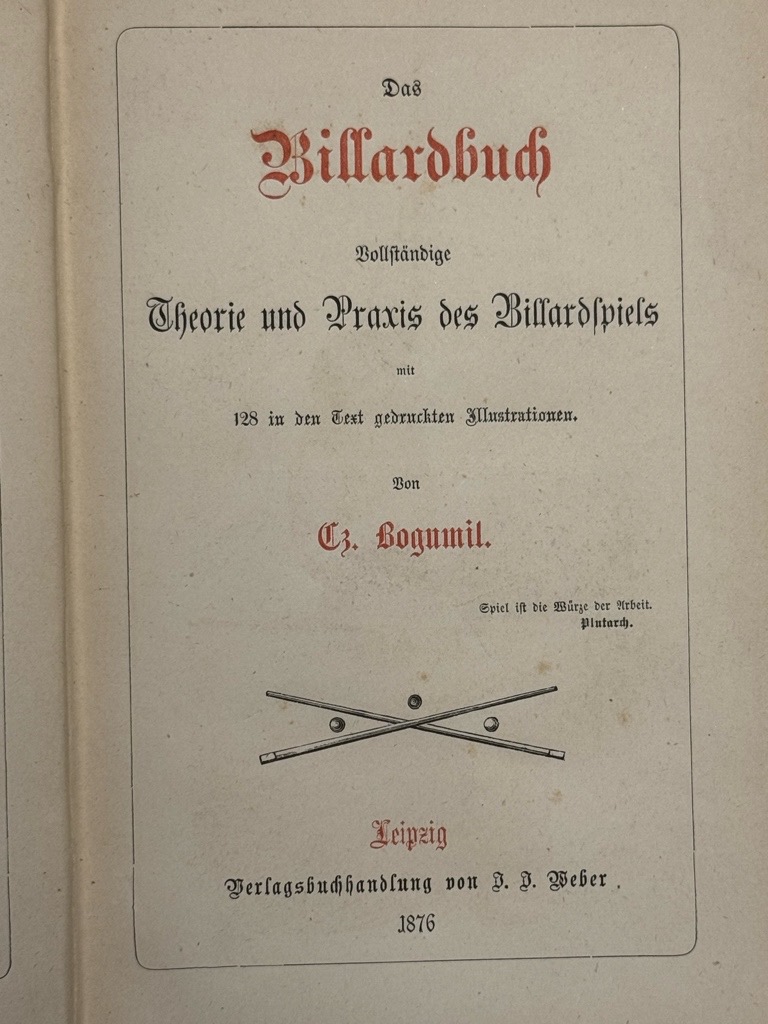 Das
Billardbuch
Vollſtändige
Theorie und Praxis des Billardſpiels
mit
128 in den Text gedruckten Illustrationen.
Von
Cz. Bogumil.
Spiel iſt die Würze der Arbeit.
Plutarch.
Leipzig
Verlagsbuchhandlung von J. J. Weber.
1876